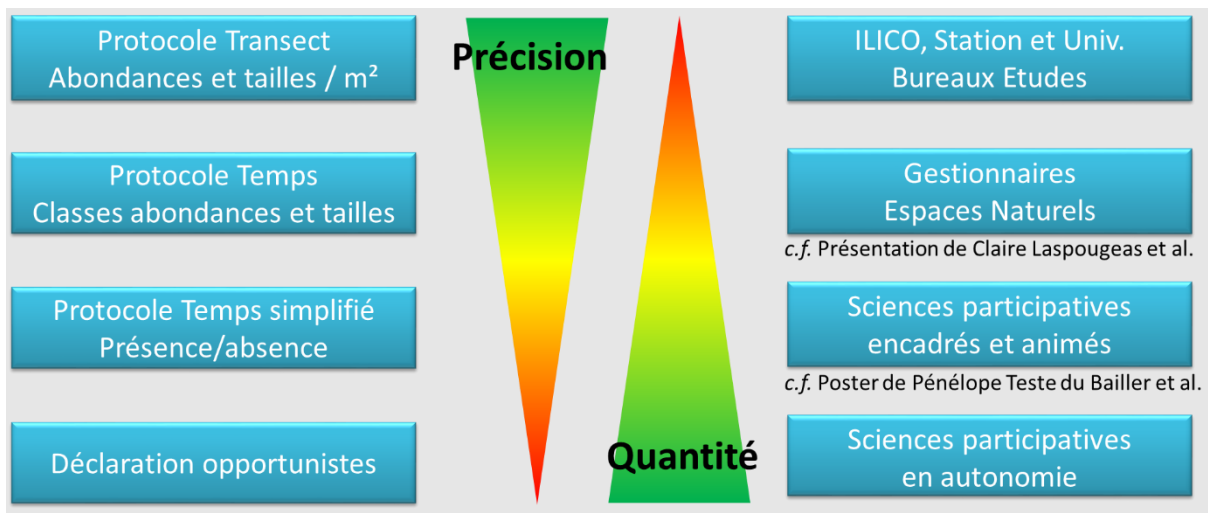 Protocole Transect
Abondances et tailles / m²
Protocole Temps
Classes abondances et tailles
Protocole Temps simplifié
Présence/absence
Déclaration opportunistes
Précision
Quantité
ILICO, Station et Univ.
Bureaux Etudes
Gestionnaires
Espaces Naturels
c.f. Présentation de Claire Laspougeas et al.
Sciences participatives
encadrés et animés
c.f. Poster de Pénélope Teste du Bailler et al.
Sciences participatives
en autonomie